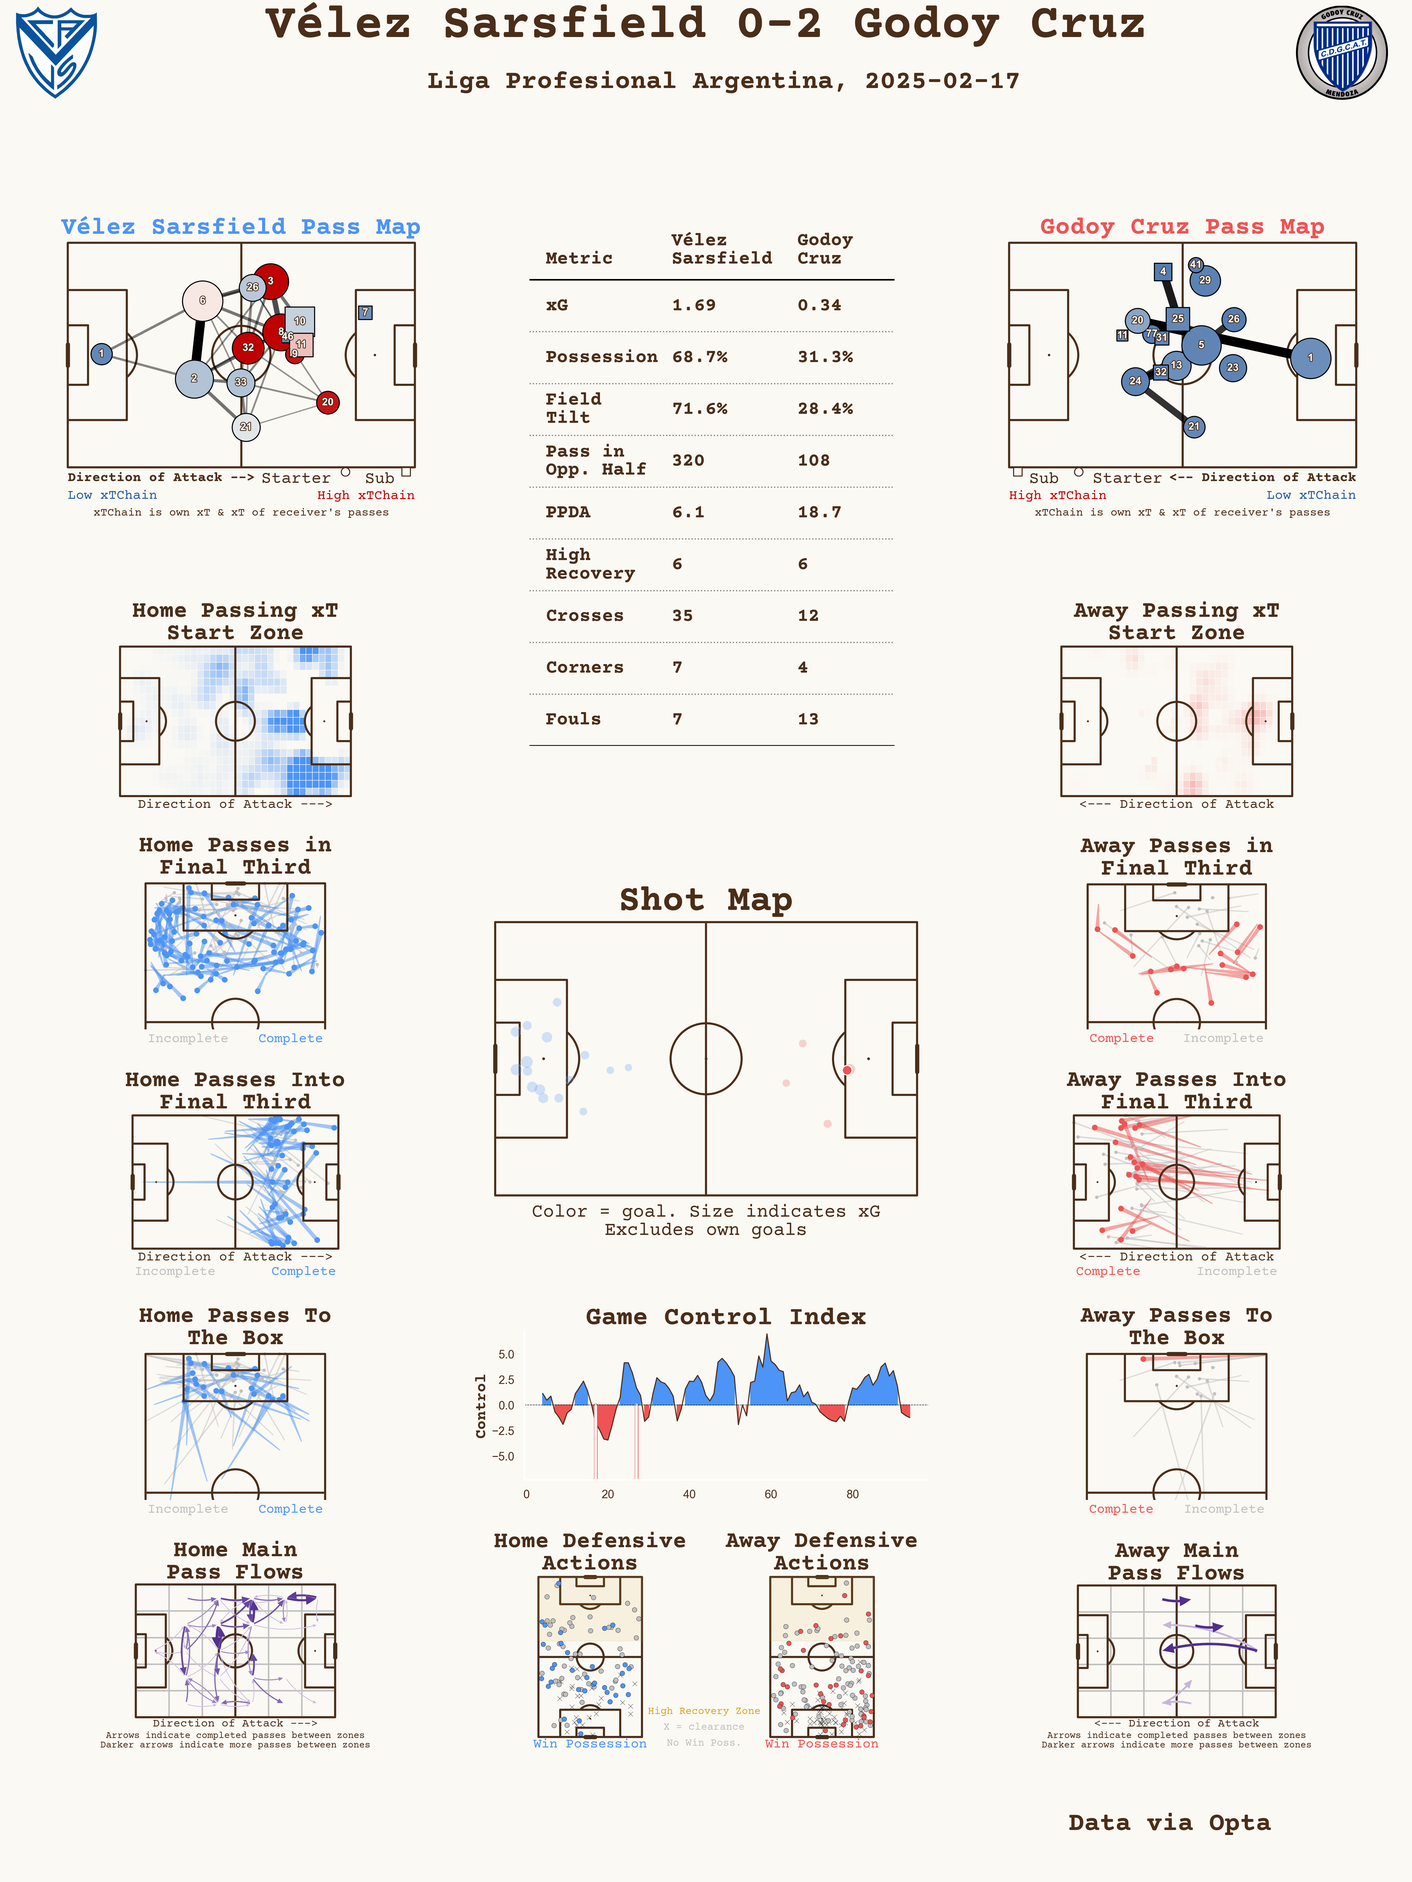 Vélez Sarsfield 0-2 Godoy Cruz
Liga Profesional Argentina, 2025-02-17
GODOY CRUZ
C.D.G.C.A.T.
MENDOZA
Vélez Sarsfield Pass Map
1
6
2
26
3
10
8
46
11
9
32
33
21
20
7
Direction of Attack --> Starter Sub
Low xTChain High xTChain
xTChain is own xT & xT of receiver's passes
Metric Vélez Sarsfield Godoy Cruz
xG 1.69 0.34
Possession 68.7% 31.3%
Field Tilt 71.6% 28.4%
Pass in Opp. Half 320 108
PPDA 6.1 18.7
High Recovery 6 6
Crosses 35 12
Corners 7 4
Fouls 7 13
Godoy Cruz Pass Map
4
41
29
20
25
26
11
77
31
5
1
13
32
23
24
21
Sub Starter <-- Direction of Attack
High xTChain Low xTChain
xTChain is own xT & xT of receiver's passes
Home Passing xT
Start Zone
Direction of Attack --->
Away Passing xT
Start Zone
<--- Direction of Attack
Home Passes in
Final Third
Incomplete Complete
Away Passes in
Final Third
Complete Incomplete
Shot Map
Color = goal. Size indicates xG
Excludes own goals
Home Passes Into
Final Third
Direction of Attack --->
Incomplete Complete
Away Passes Into
Final Third
<--- Direction of Attack
Complete Incomplete
Home Passes To
The Box
Incomplete Complete
Game Control Index
Control
5.0
2.5
0.0
−2.5
−5.0
0 20 40 60 80
Away Passes To
The Box
Complete Incomplete
Home Main
Pass Flows
Direction of Attack --->
Arrows indicate completed passes between zones
Darker arrows indicate more passes between zones
Home Defensive
Actions
Win Possession
High Recovery Zone
X = clearance
No Win Poss.
Away Defensive
Actions
Win Possession
Away Main
Pass Flows
<--- Direction of Attack
Arrows indicate completed passes between zones
Darker arrows indicate more passes between zones
Data via Opta